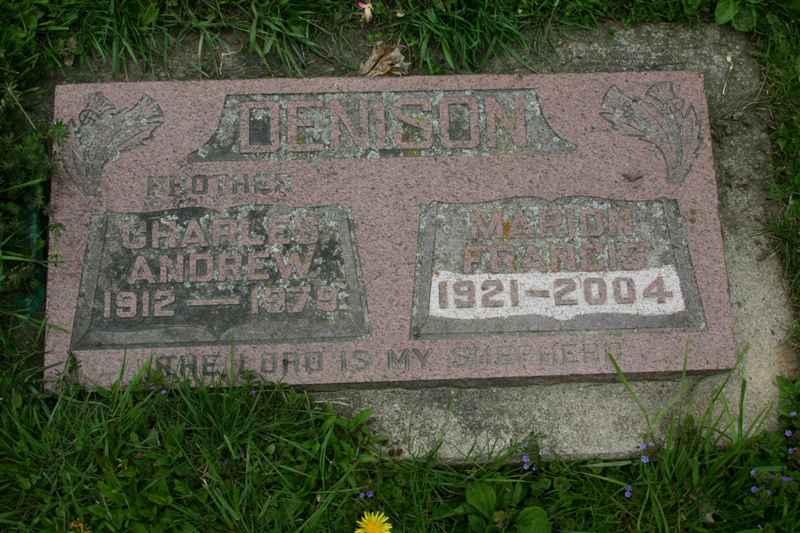 DENISON
BROTHER
CHARLES
ANDREW
1912 — 1979
MARION
FRANCIS
1921-2004
THE LORD IS MY SHEPHERD